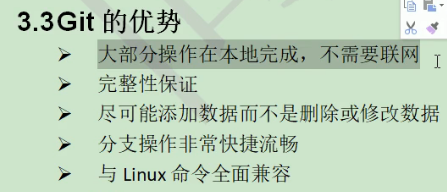 3.3Git 的优势
➢ 大部分操作在本地完成，不需要联网
➢ 完整性保证
➢ 尽可能添加数据而不是删除或修改数据
➢ 分支操作非常快捷流畅
➢ 与 Linux 命令全面兼容